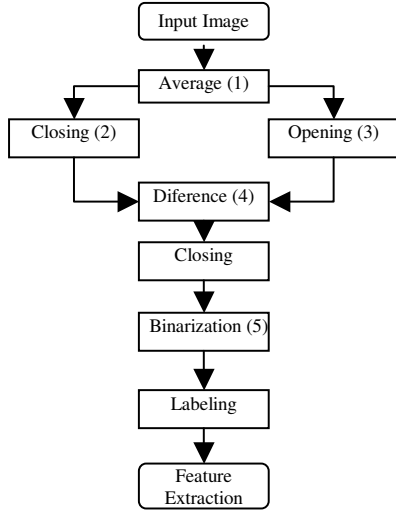 Input Image
Average (1)
Closing (2)
Opening (3)
Diference (4)
Closing
Binarization (5)
Labeling
Feature
Extraction